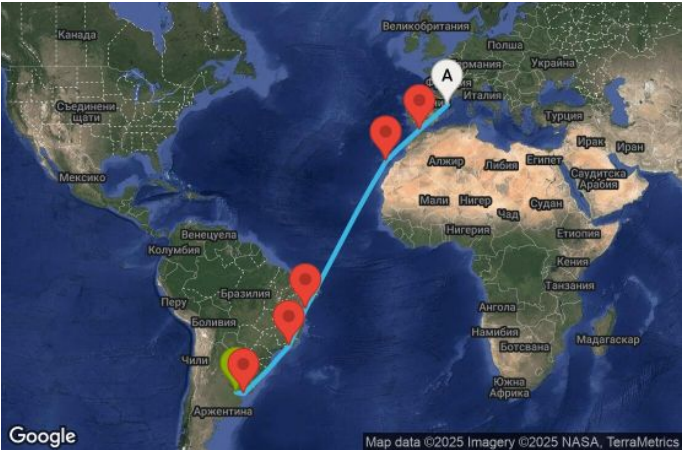 Канада
Великобритания
Полша
Германия
Украйна
Италия
A
Съединени
щати
Турция
Ирак
Иран
Алжир
Либия
Египет
Саудитска
Арабия
Мексико
Мали
Нигер
Чад
Судан
Нигерия
Етиопия
Венецуела
Колумбия
Кения
Танзания
Перу
Бразилия
Боливия
Ангола
Намибия
Ботсвана
Мадагаскар
Чили
Южна
Африка
Аржентина
Google
Map data ©2025 Imagery ©2025 NASA, TerraMetrics